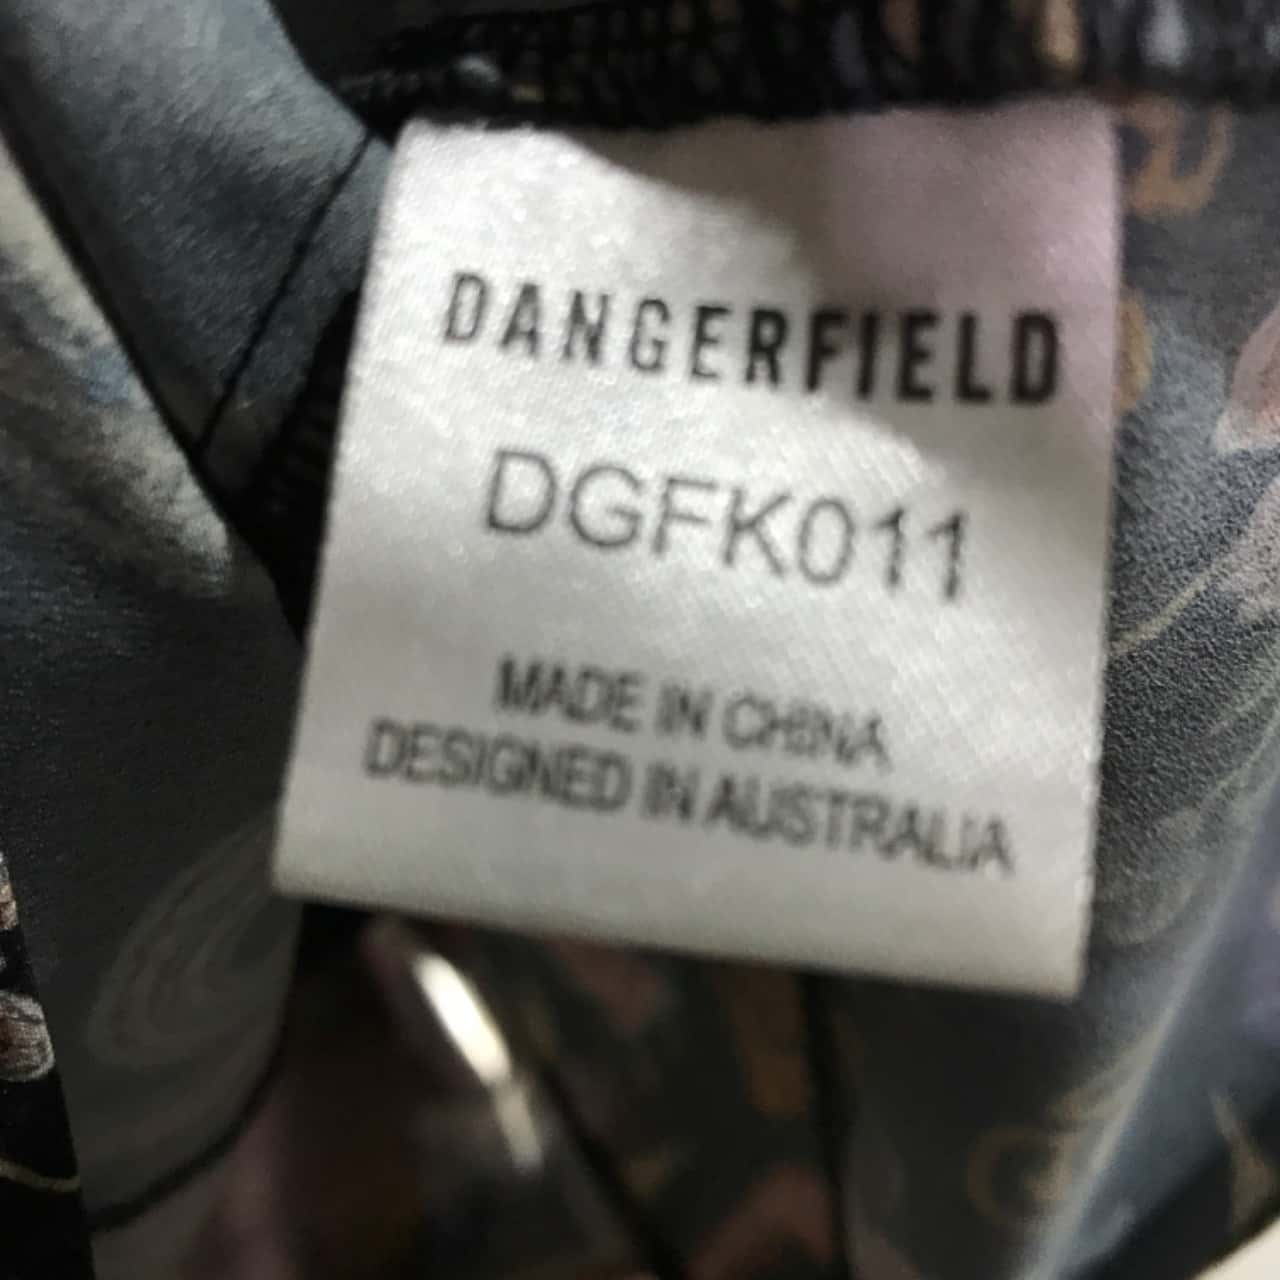 DANGERFIELD
DGFK011
MADE IN CHINA
DESIGNED IN AUSTRALIA